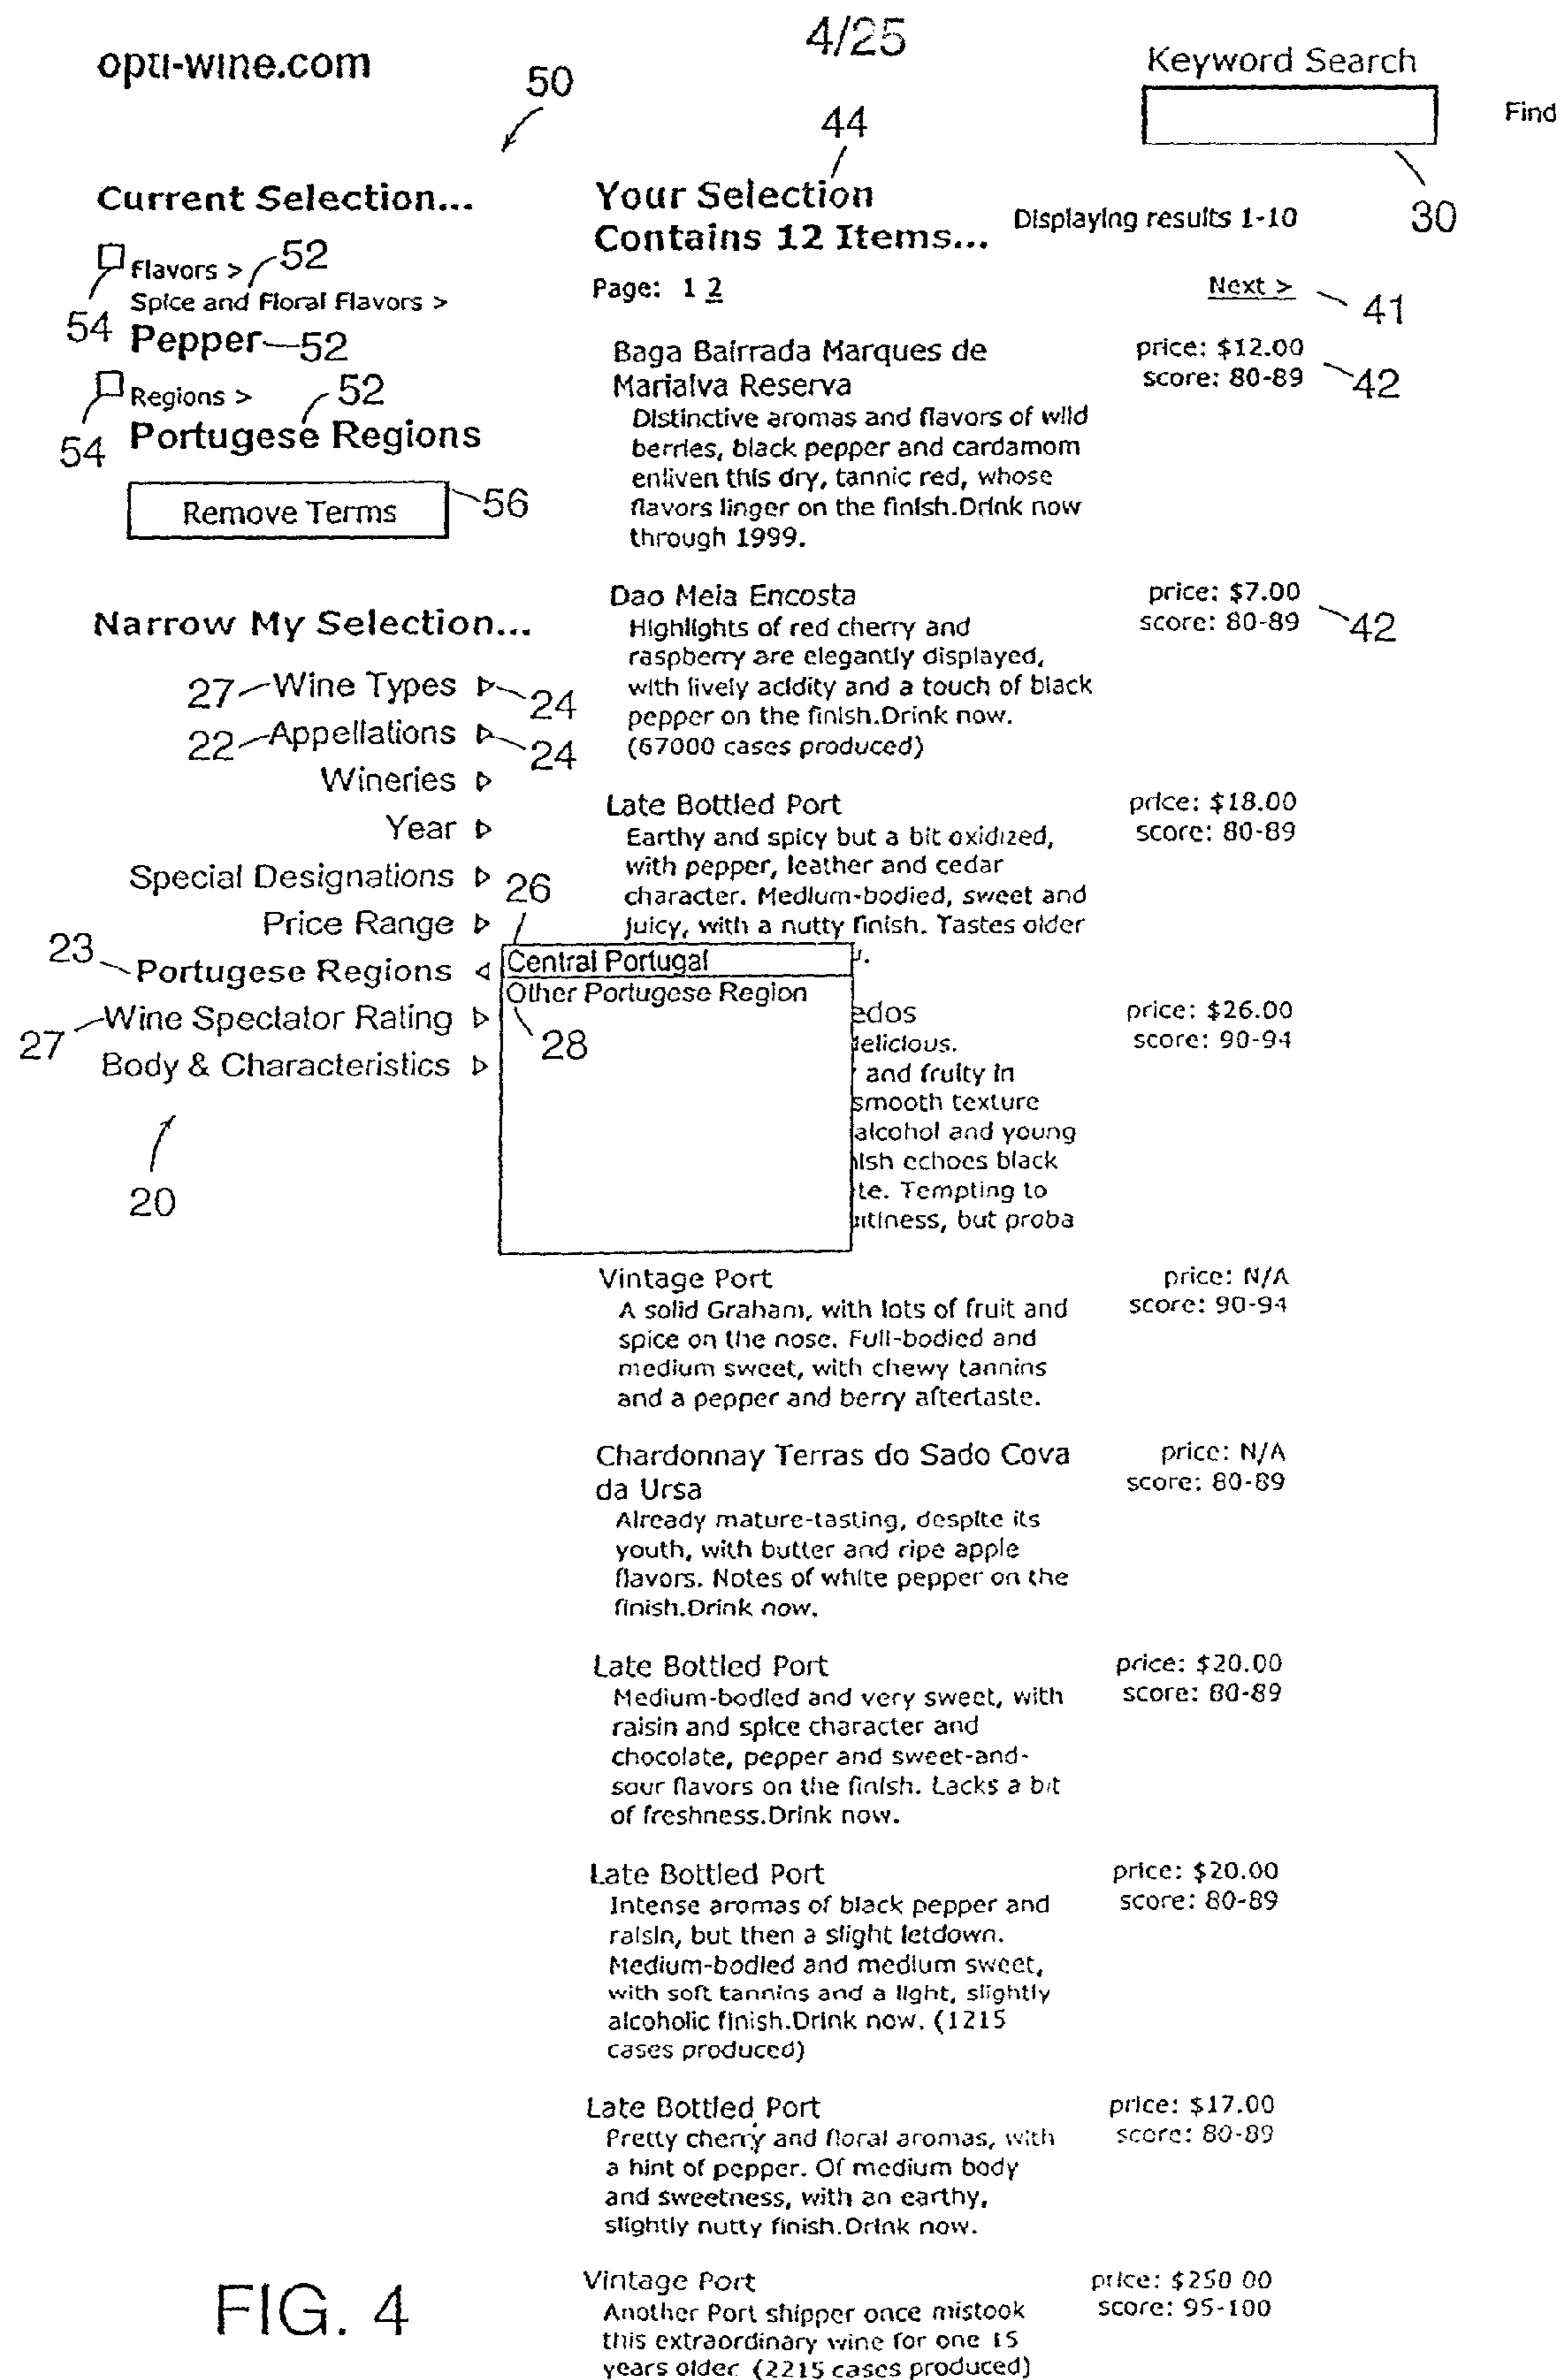 4/25
opti-wine.com
50
Keyword Search
Find
30
44
Current Selection...
Flavors > 52
Spice and Floral Flavors >
54
Pepper 52
Regions > 52
54
Portugese Regions
Remove Terms 56
Narrow My Selection...
27 Wine Types 24
22 Appellations 24
Wineries
Year
Special Designations
Price Range
23 Portugese Regions
27 Wine Spectator Rating
Body & Characteristics
20
26
Central Portugal
Other Portugese Region
28
Your Selection
Contains 12 Items...
Displaying results 1-10
Page: 1 2
Next > 41
Baga Bairrada Marques de
Marialva Reserva
price: $12.00
score: 80-89 42
Distinctive aromas and flavors of wild
berries, black pepper and cardamom
enliven this dry, tannic red, whose
flavors linger on the finish.Drink now
through 1999.
Dao Meia Encosta
price: $7.00
score: 80-89 42
Highlights of red cherry and
raspberry are elegantly displayed,
with lively acidity and a touch of black
pepper on the finish.Drink now.
(67000 cases produced)
Late Bottled Port
price: $18.00
score: 80-89
Earthy and spicy but a bit oxidized,
with pepper, leather and cedar
character. Medium-bodied, sweet and
juicy, with a nutty finish. Tastes older
edos
price: $26.00
score: 90-94
delicious.
and fruity in
smooth texture
alcohol and young
ish echoes black
te. Tempting to
uitiness, but proba
Vintage Port
price: N/A
score: 90-94
A solid Graham, with lots of fruit and
spice on the nose. Full-bodied and
medium sweet, with chewy tannins
and a pepper and berry aftertaste.
Chardonnay Terras do Sado Cova
da Ursa
price: N/A
score: 80-89
Already mature-tasting, despite its
youth, with butter and ripe apple
flavors. Notes of white pepper on the
finish.Drink now.
Late Bottled Port
price: $20.00
score: 80-89
Medium-bodied and very sweet, with
raisin and spice character and
chocolate, pepper and sweet-and-
sour flavors on the finish. Lacks a bit
of freshness.Drink now.
Late Bottled Port
price: $20.00
score: 80-89
Intense aromas of black pepper and
raisin, but then a slight letdown.
Medium-bodied and medium sweet,
with soft tannins and a light, slightly
alcoholic finish.Drink now. (1215
cases produced)
Late Bottled Port
price: $17.00
score: 80-89
Pretty cherry and floral aromas, with
a hint of pepper. Of medium body
and sweetness, with an earthy,
slightly nutty finish.Drink now.
Vintage Port
price: $250 00
score: 95-100
Another Port shipper once mistook
this extraordinary wine for one 15
years older. (2215 cases produced)
FIG. 4